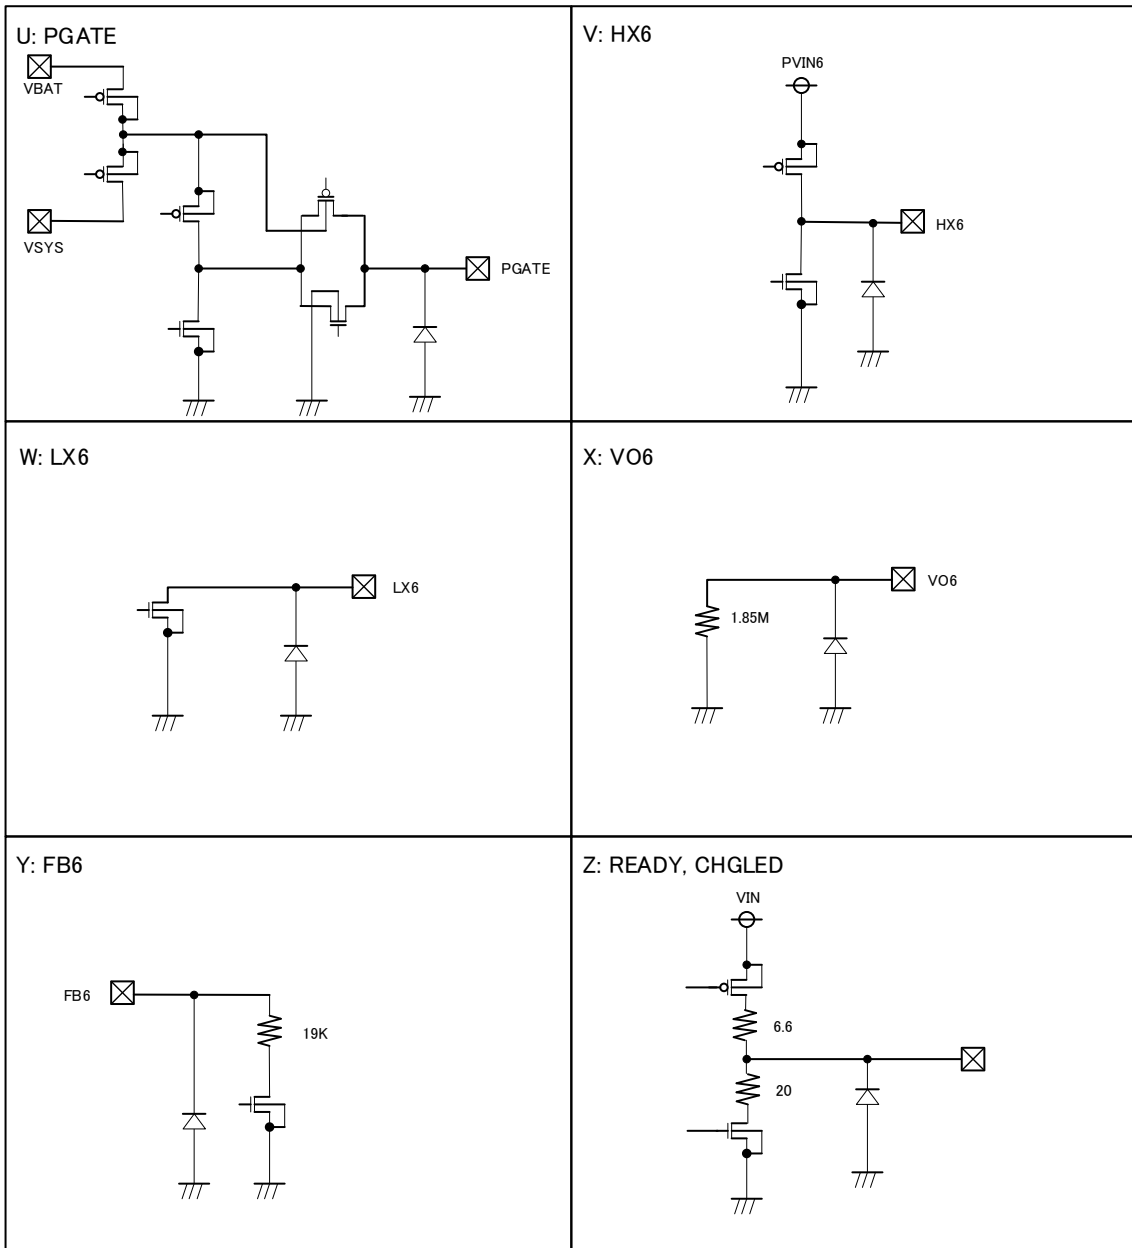 U: PGATE
VBAT
VSYS
PGATE
V: HX6
PVIN6
HX6
W: LX6
LX6
X: VO6
VO6
1.85M
Y: FB6
FB6
19K
Z: READY, CHGLED
VIN
6.6
20